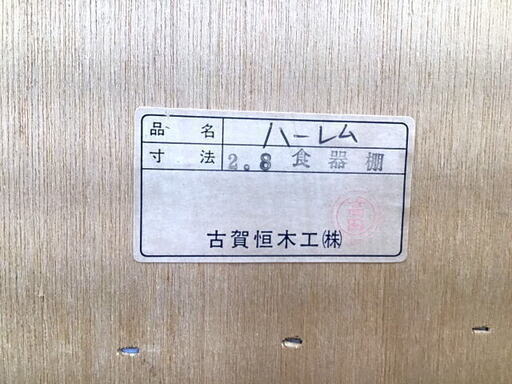 品名 ハーレム
寸法 2.8 食器棚
古賀恒木工(株)